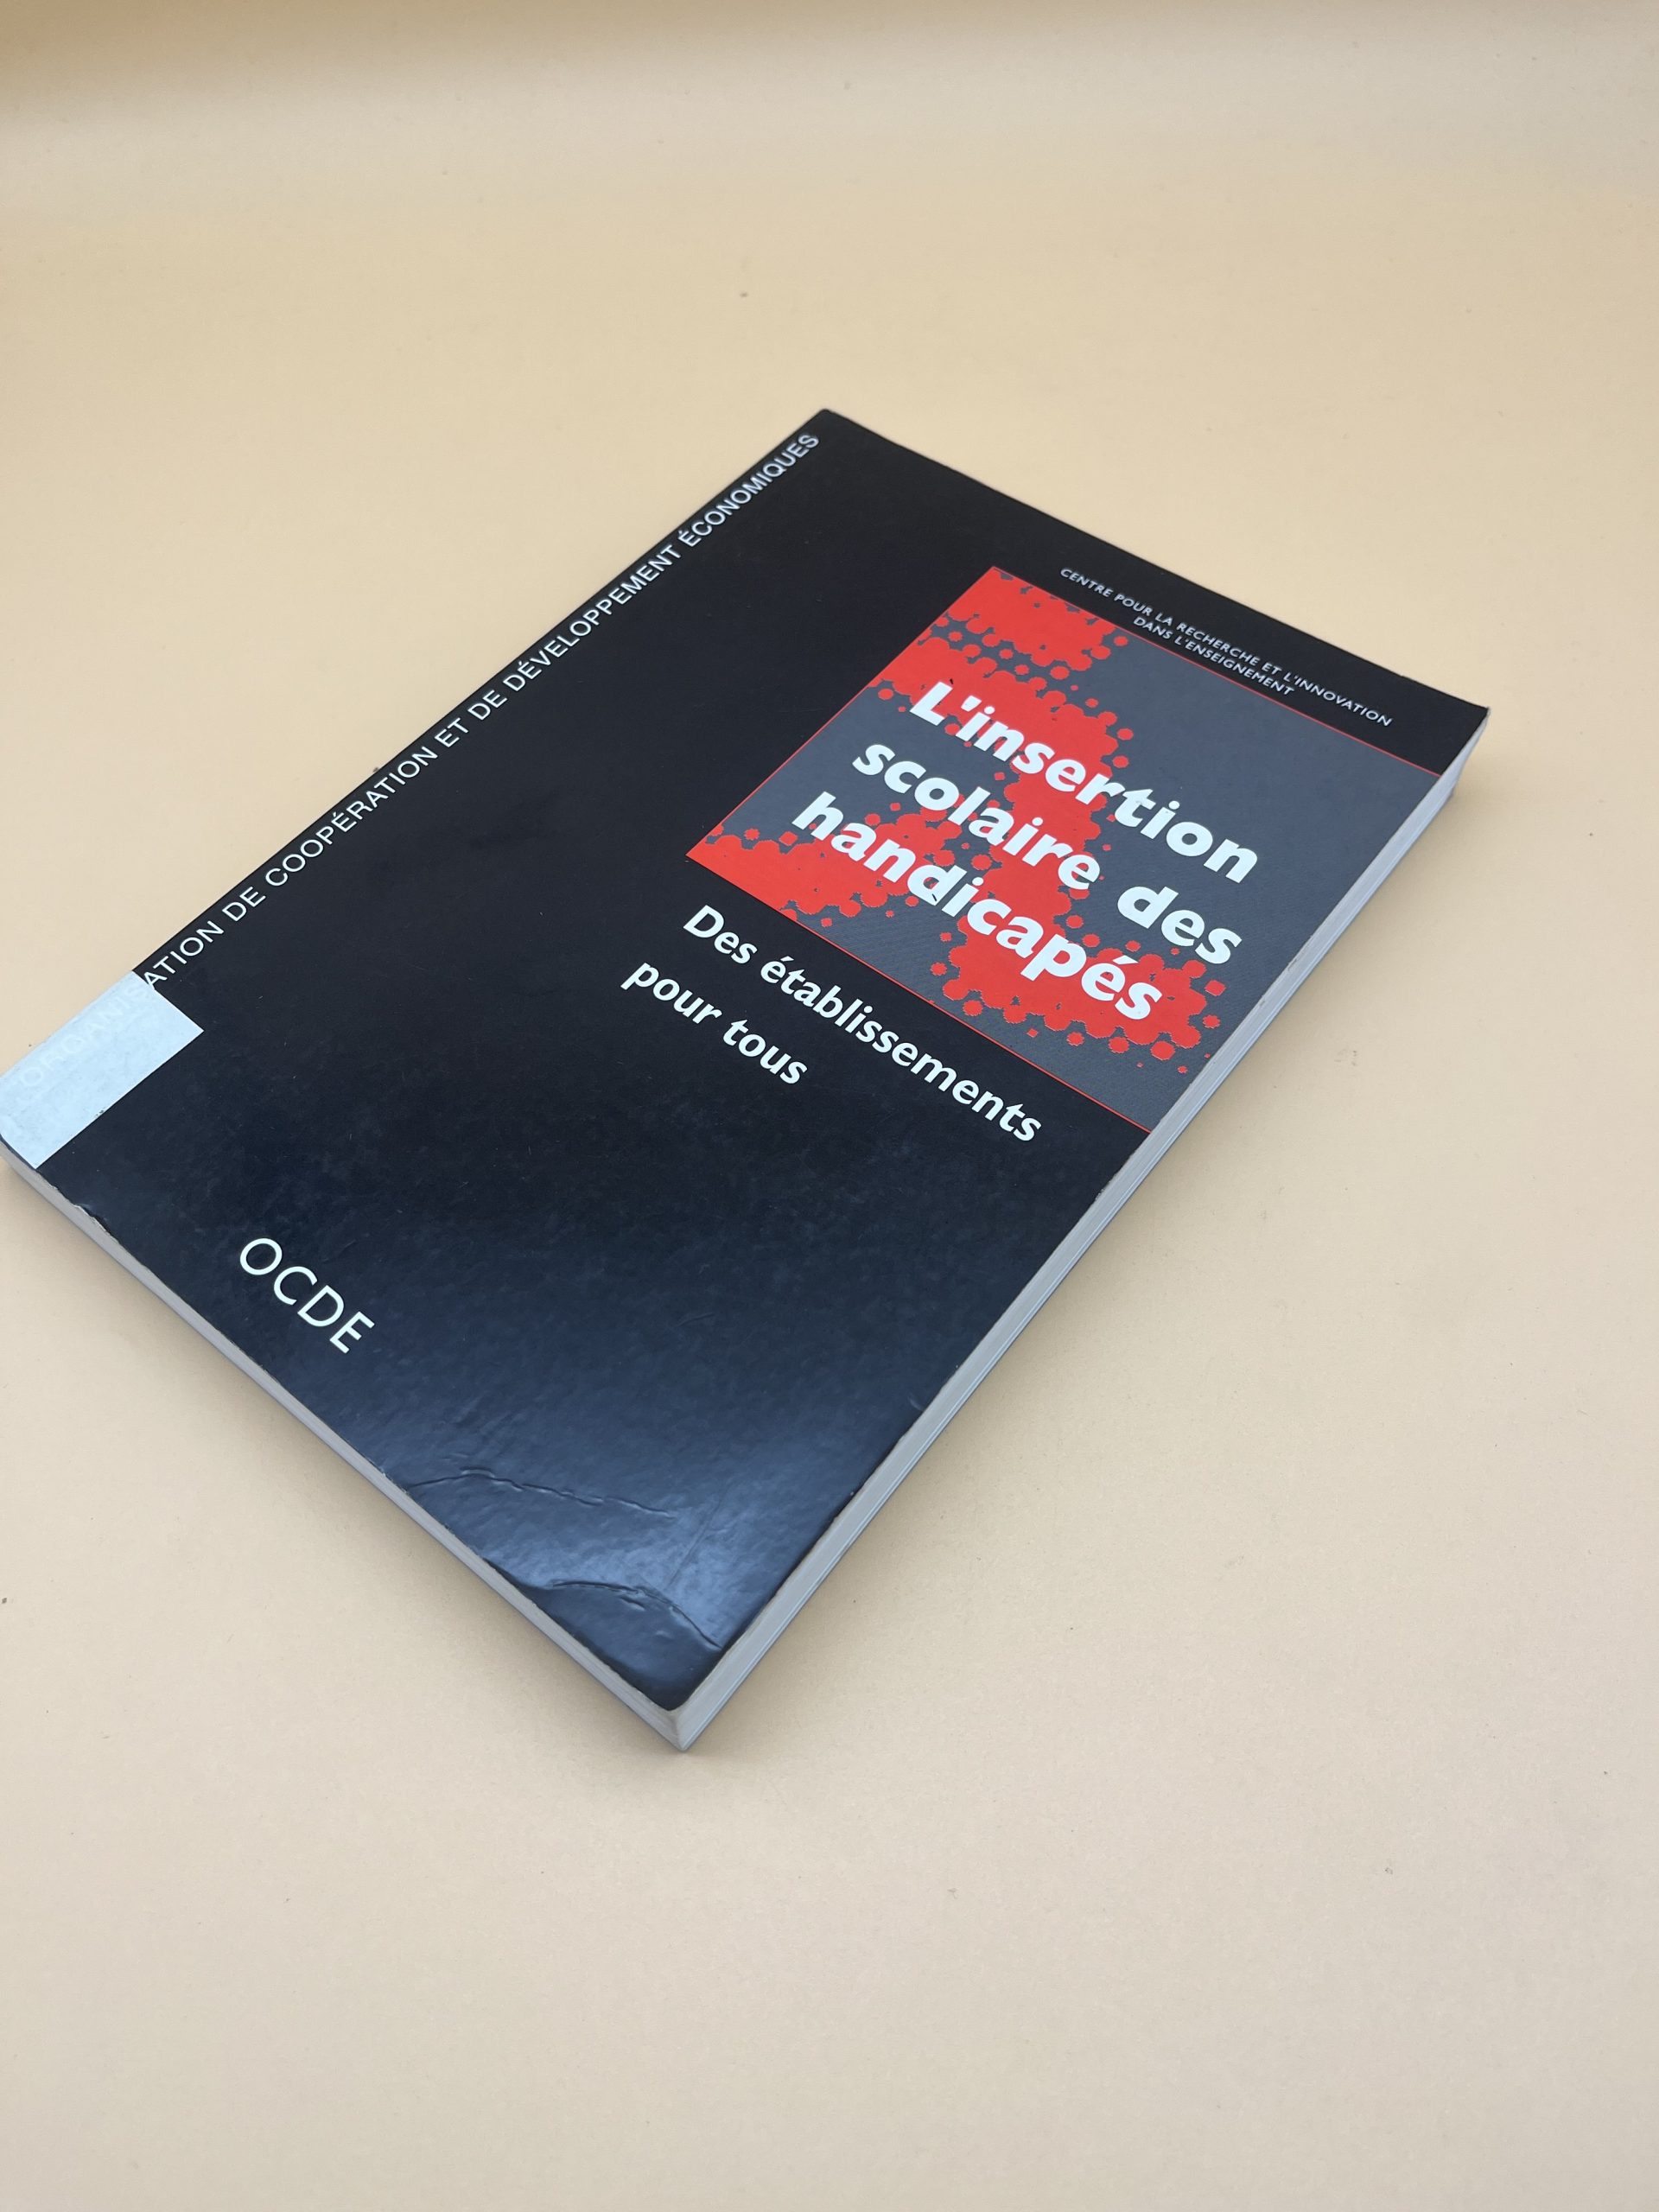 ORGANISATION DE COOPÉRATION ET DE DÉVELOPPEMENT ÉCONOMIQUES
CENTRE POUR LA RECHERCHE ET L'INNOVATION
DANS L'ENSEIGNEMENT
L'insertion
scolaire des
handicapés
Des établissements
pour tous
OCDE